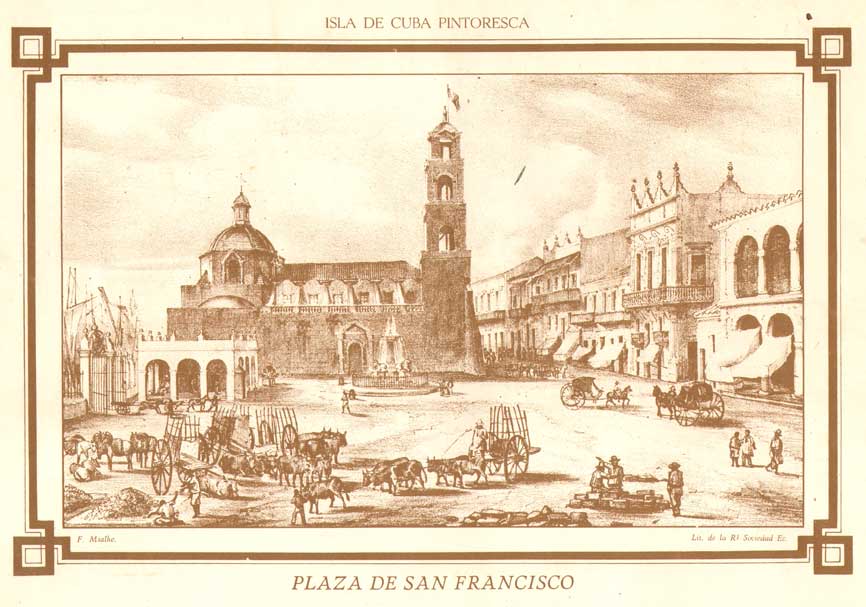 ISLA DE CUBA PINTORESCA
F. Mialhe.
Lit. de la Rl Sociedad Ec.
PLAZA DE SAN FRANCISCO